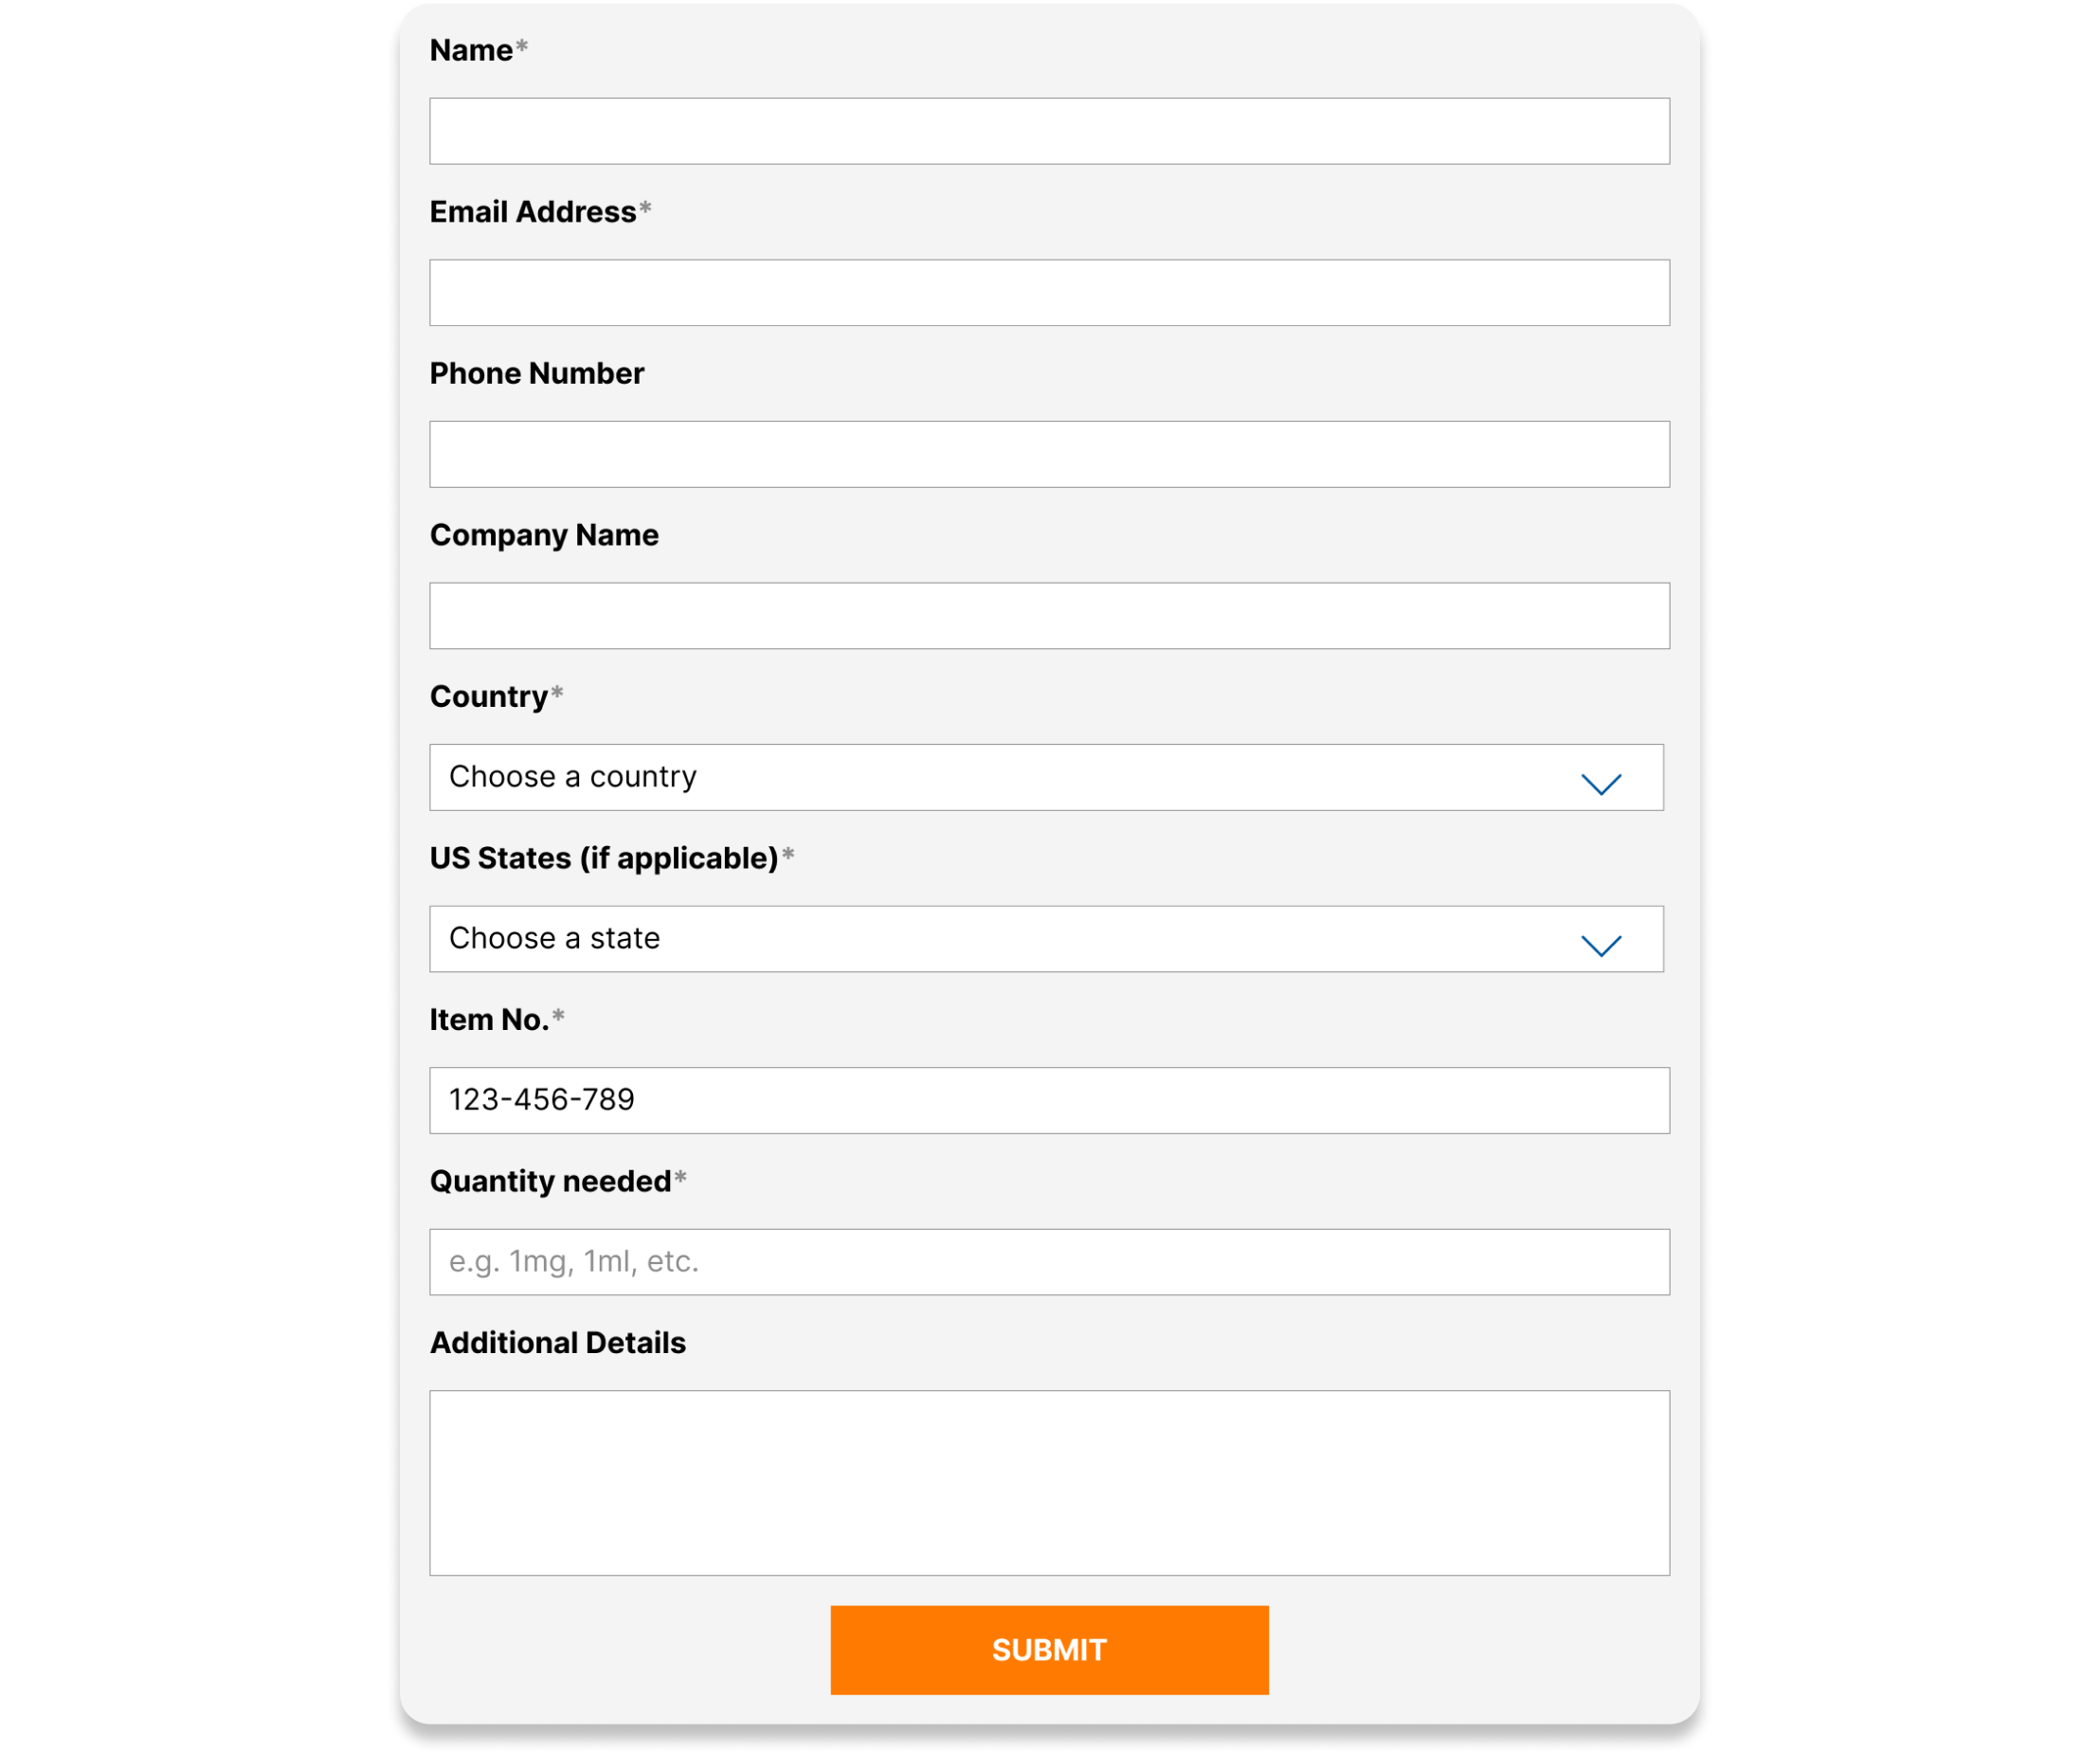 Name*
Email Address*
Phone Number
Company Name
Country*
Choose a country
US States (if applicable)*
Choose a state
Item No.*
123-456-789
Quantity needed*
e.g. 1mg, 1ml, etc.
Additional Details
SUBMIT